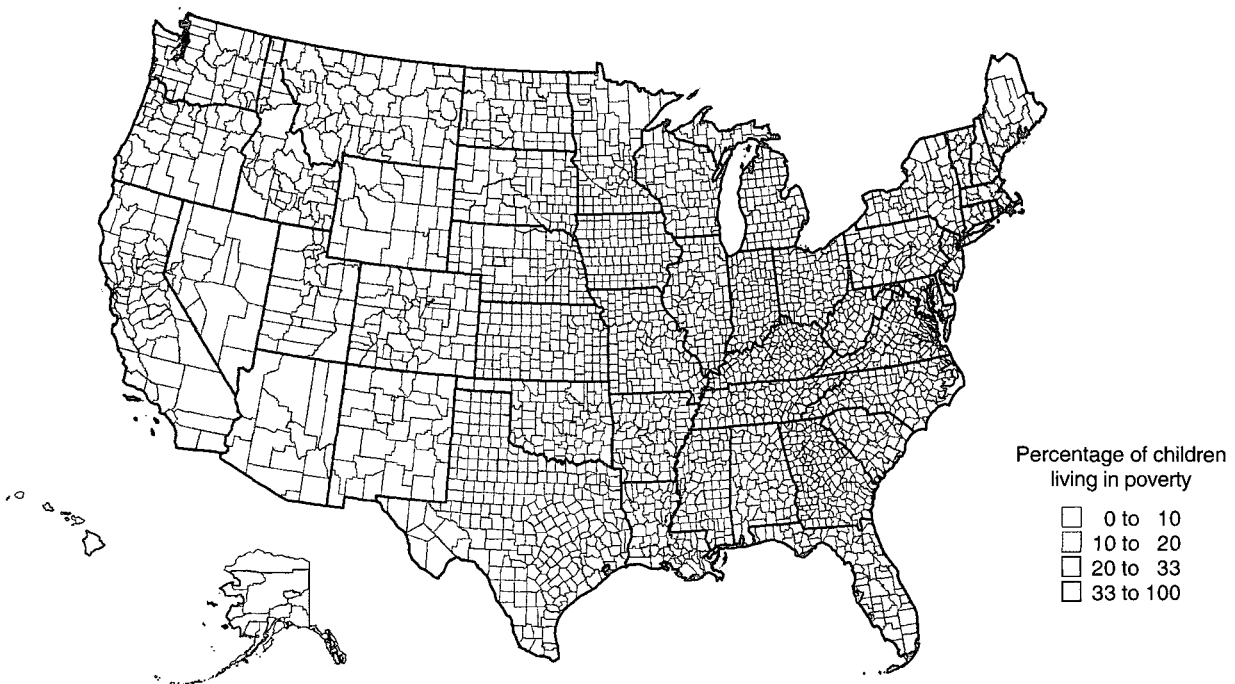 Percentage of children
living in poverty
0 to 10
10 to 20
20 to 33
33 to 100